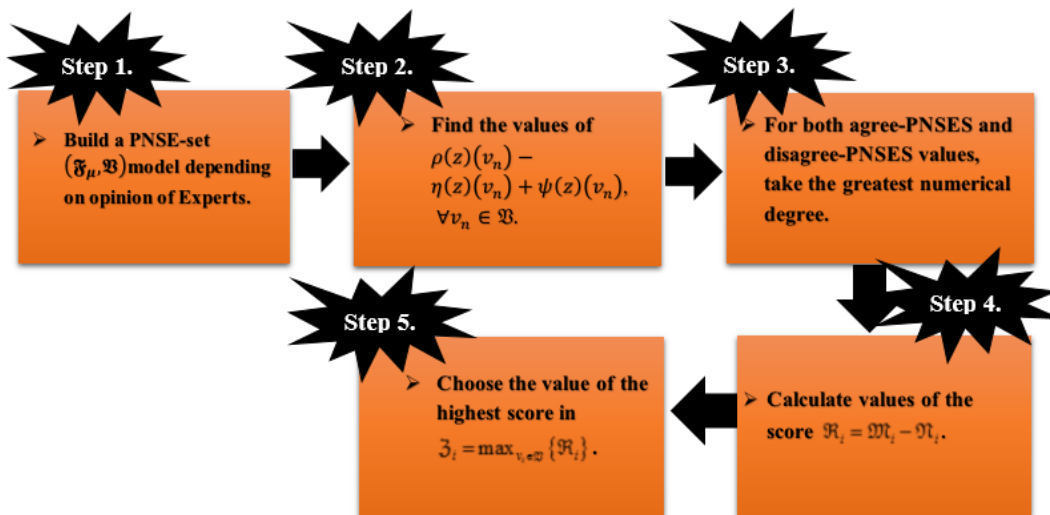 Step 1.
➢ Build a PNSE-set
(𝔉_μ, 𝔙) model depending
on opinion of Experts.
Step 2.
➢ Find the values of
ρ(z)(v_n) −
η(z)(v_n) + ψ(z)(v_n),
∀v_n ∈ 𝔙.
Step 3.
➢ For both agree-PNSES and
disagree-PNSES values,
take the greatest numerical
degree.
Step 4.
➢ Calculate values of the
score ℜ_i = 𝔐_i − 𝔑_i.
Step 5.
➢ Choose the value of the
highest score in
ℨ_i = max_{v_i∈𝔙} {ℜ_i}.